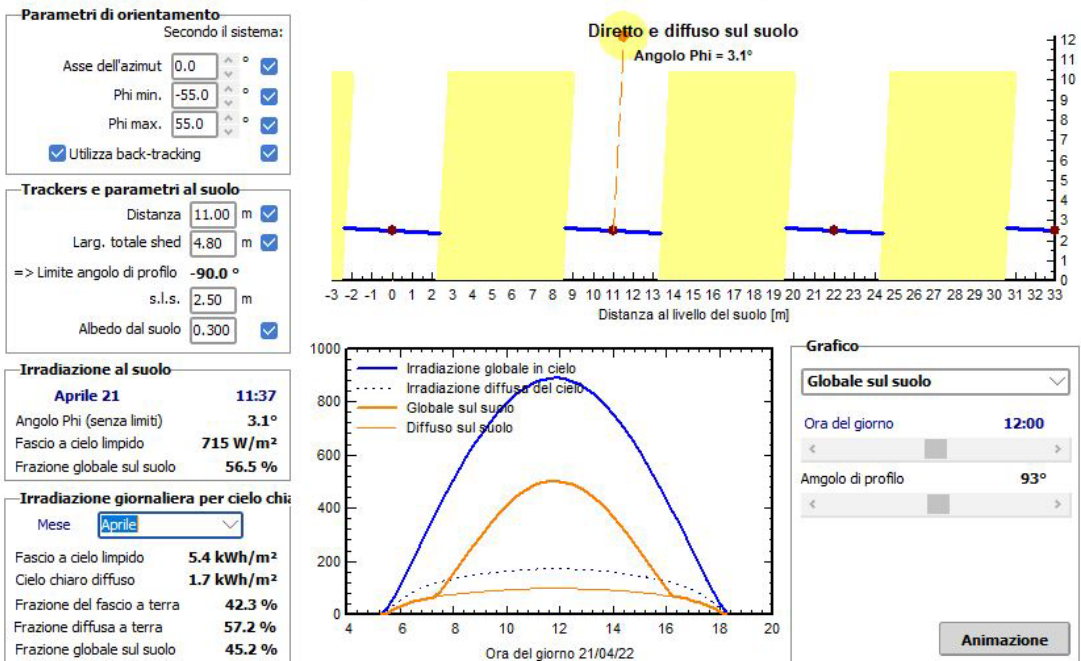 Parametri di orientamento
Secondo il sistema:
Asse dell'azimut 0.0 °
Phi min. -55.0 °
Phi max. 55.0 °
Utilizza back-tracking
Trackers e parametri al suolo
Distanza 11.00 m
Larg. totale shed 4.80 m
=> Limite angolo di profilo -90.0 °
s.l.s. 2.50 m
Albedo dal suolo 0.300
Irradiazione al suolo
Aprile 21 11:37
Angolo Phi (senza limiti) 3.1°
Fascio a cielo limpido 715 W/m²
Frazione globale sul suolo 56.5 %
Irradiazione giornaliera per cielo chia
Mese Aprile
Fascio a cielo limpido 5.4 kWh/m²
Cielo chiaro diffuso 1.7 kWh/m²
Frazione del fascio a terra 42.3 %
Frazione diffusa a terra 57.2 %
Frazione globale sul suolo 45.2 %
Diretto e diffuso sul suolo
Angolo Phi = 3.1°
12
11
10
9
8
7
6
5
4
3
2
1
0
-3 -2 -1 0 1 2 3 4 5 6 7 8 9 10 11 12 13 14 15 16 17 18 19 20 21 22 23 24 25 26 27 28 29 30 31 32 33
Distanza al livello del suolo [m]
1000
800
600
400
200
0
Irradiazione globale in cielo
Irradiazione diffusa del cielo
Globale sul suolo
Diffuso sul suolo
4 6 8 10 12 14 16 18 20
Ora del giorno 21/04/22
Grafico
Globale sul suolo
Ora del giorno 12:00
Amgolo di profilo 93°
Animazione